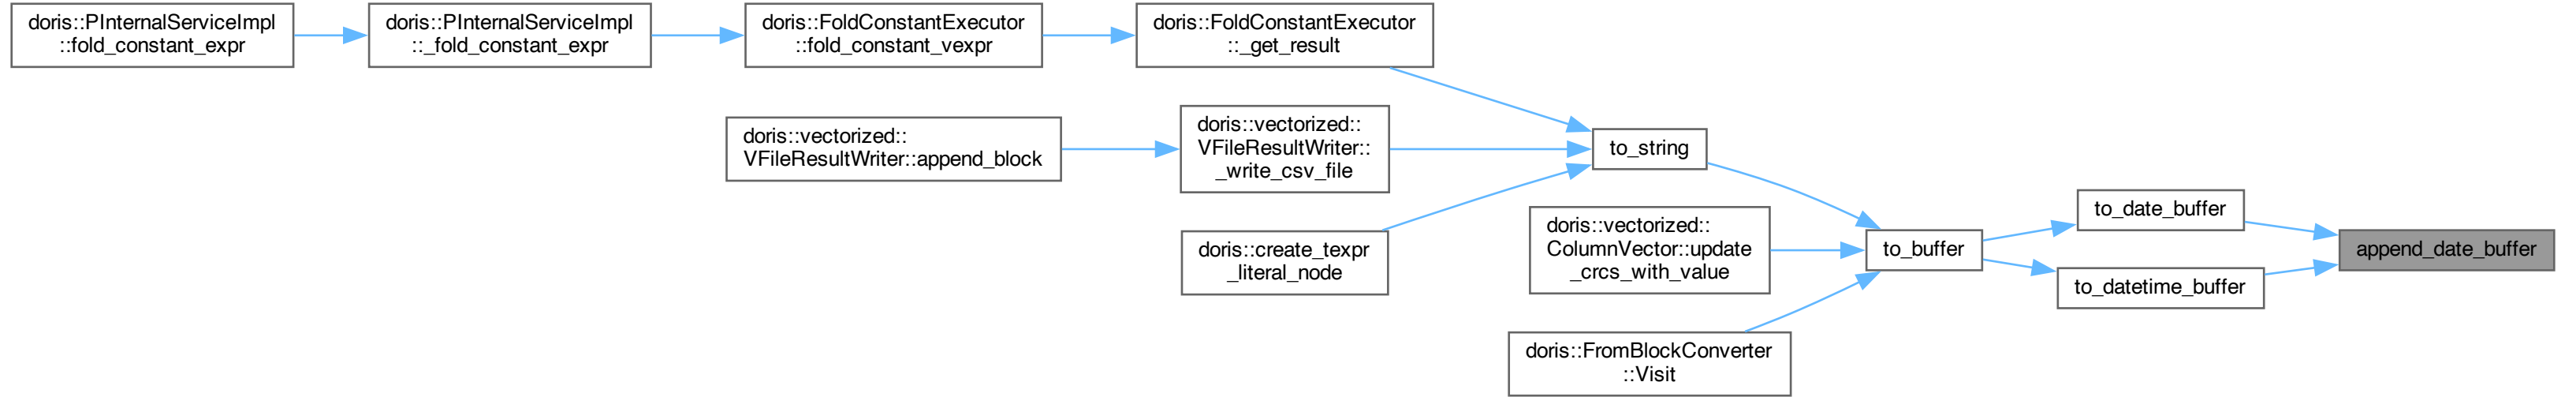 doris::PInternalServiceImpl
::fold_constant_expr
doris::PInternalServiceImpl
::_fold_constant_expr
doris::FoldConstantExecutor
::fold_constant_vexpr
doris::FoldConstantExecutor
::_get_result
doris::vectorized::
VFileResultWriter::append_block
doris::vectorized::
VFileResultWriter::
_write_csv_file
doris::create_texpr
_literal_node
to_string
doris::vectorized::
ColumnVector::update
_crcs_with_value
doris::FromBlockConverter
::Visit
to_buffer
to_date_buffer
to_datetime_buffer
append_date_buffer